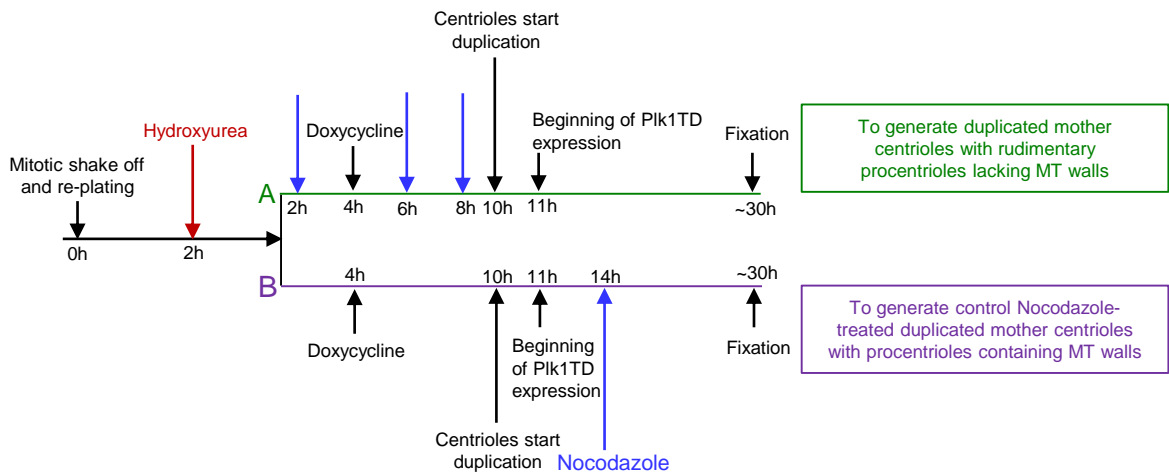 Centrioles start
duplication
Hydroxyurea
Doxycycline
Beginning of Plk1TD
expression
Fixation
Mitotic shake off
and re-plating
To generate duplicated mother
centrioles with rudimentary
procentrioles lacking MT walls
A
2h
4h
6h
8h
10h
11h
~30h
0h
2h
B
4h
10h
11h
14h
~30h
Doxycycline
Beginning
of Plk1TD
expression
Fixation
To generate control Nocodazole-
treated duplicated mother centrioles
with procentrioles containing MT walls
Centrioles start
duplication
Nocodazole